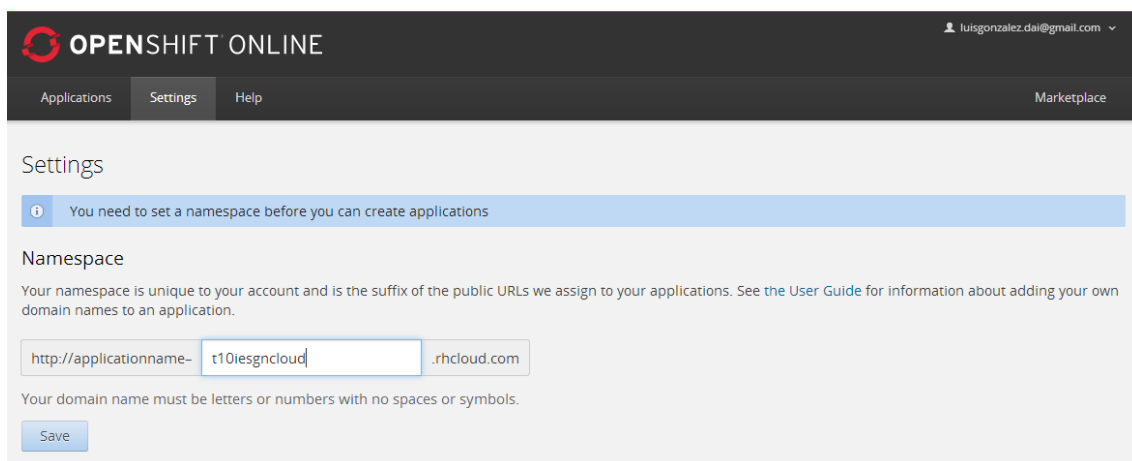 luisgonzalez.dai@gmail.com
OPENSHIFT ONLINE
Applications Settings Help Marketplace
Settings
You need to set a namespace before you can create applications
Namespace
Your namespace is unique to your account and is the suffix of the public URLs we assign to your applications. See the User Guide for information about adding your own
domain names to an application.
http://applicationname– t10iesgncloud .rhcloud.com
Your domain name must be letters or numbers with no spaces or symbols.
Save